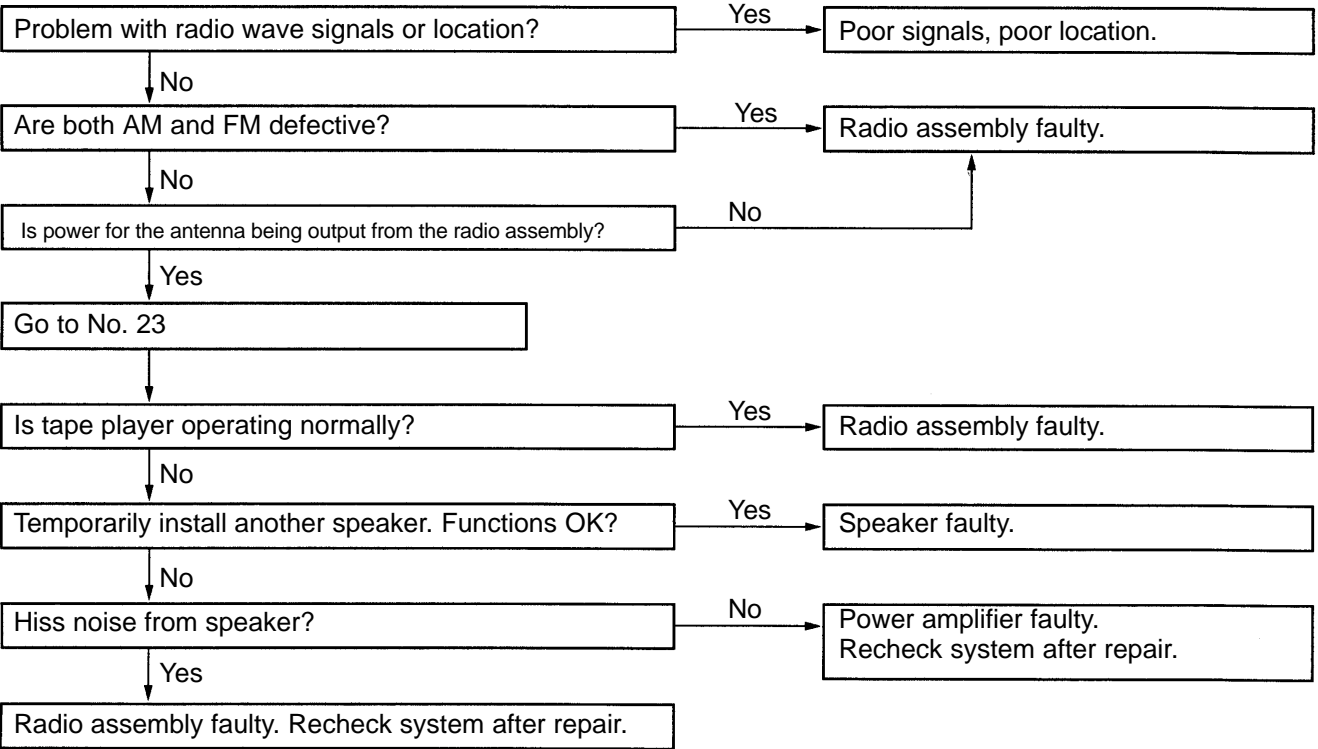 Problem with radio wave signals or location?
Yes
Poor signals, poor location.
No
Are both AM and FM defective?
Yes
Radio assembly faulty.
No
Is power for the antenna being output from the radio assembly?
No
Yes
Go to No. 23
Is tape player operating normally?
Yes
Radio assembly faulty.
No
Temporarily install another speaker. Functions OK?
Yes
Speaker faulty.
No
Hiss noise from speaker?
No
Power amplifier faulty.
Recheck system after repair.
Yes
Radio assembly faulty. Recheck system after repair.